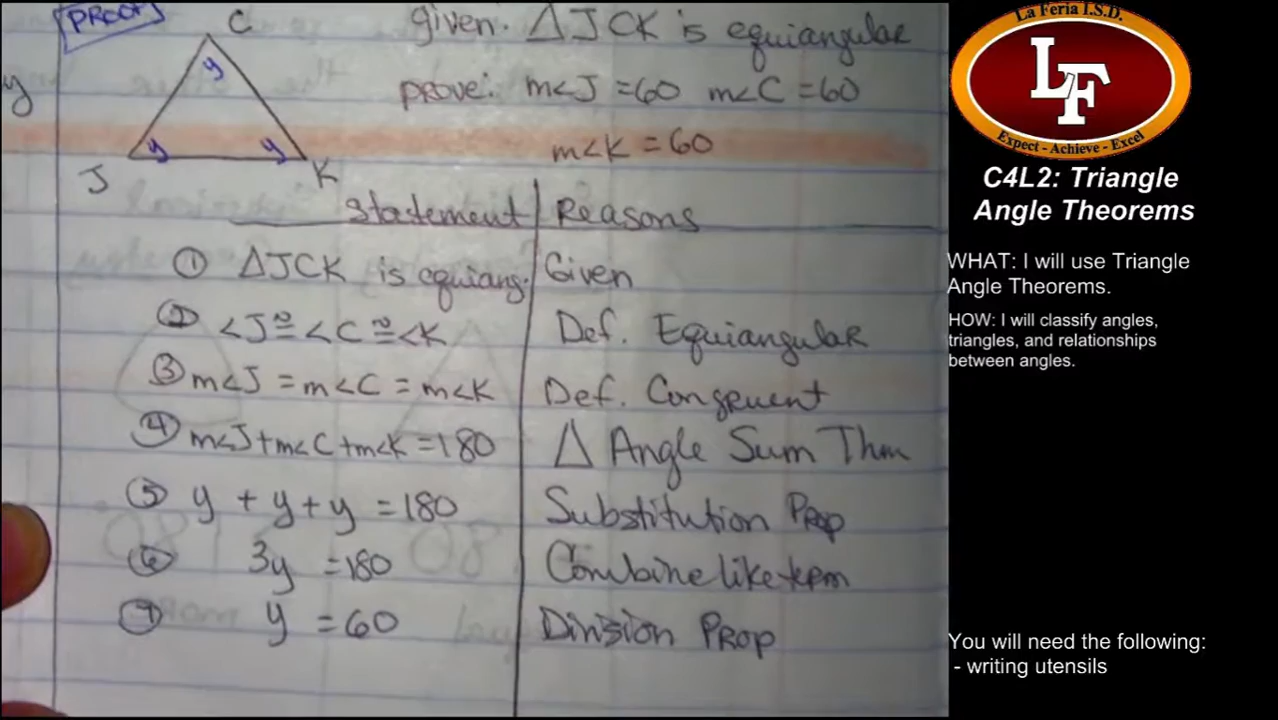 PROOF
C
y
given: △JCK is equiangular
prove: m<J = 60 m<C = 60
y
m<K = 60
y
y
J
K
Statement
Reasons
① △JCK is equiang.
Given
② <J ≅ <C ≅ <K
Def. Equiangular
③ m<J = m<C = m<K
Def. Congruent
④ m<J + m<C + m<K = 180
△ Angle Sum Thm
⑤ y + y + y = 180
Substitution Prop
⑥ 3y = 180
Combine like term
⑦ y = 60
Division Prop
La Feria I.S.D.
LF
Expect - Achieve - Excel
C4L2: Triangle
Angle Theorems
WHAT: I will use Triangle
Angle Theorems.
HOW: I will classify angles,
triangles, and relationships
between angles.
You will need the following:
- writing utensils